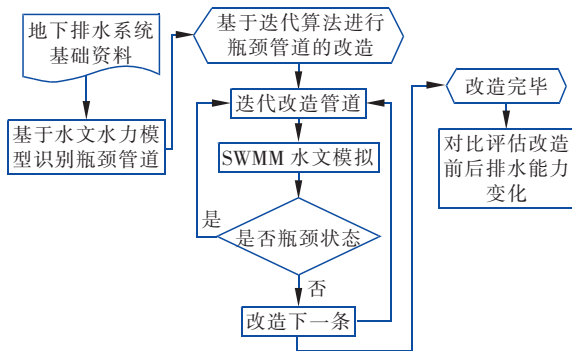 地下排水系统
基础资料
基于水文水力模
型识别瓶颈管道
基于迭代算法进行
瓶颈管道的改造
迭代改造管道
SWMM 水文模拟
是否瓶颈状态
是
否
改造下一条
改造完毕
对比评估改造
前后排水能力
变化